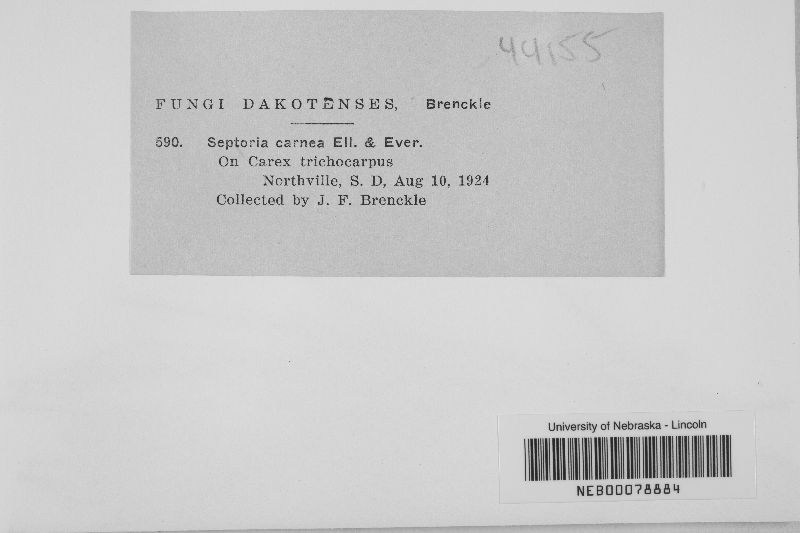 44155
FUNGI DAKOTENSES, Brenckle
590. Septoria carnea Ell. & Ever.
On Carex trichocarpus
Northville, S. D, Aug 10, 1924
Collected by J. F. Brenckle
University of Nebraska - Lincoln
NEB00078884